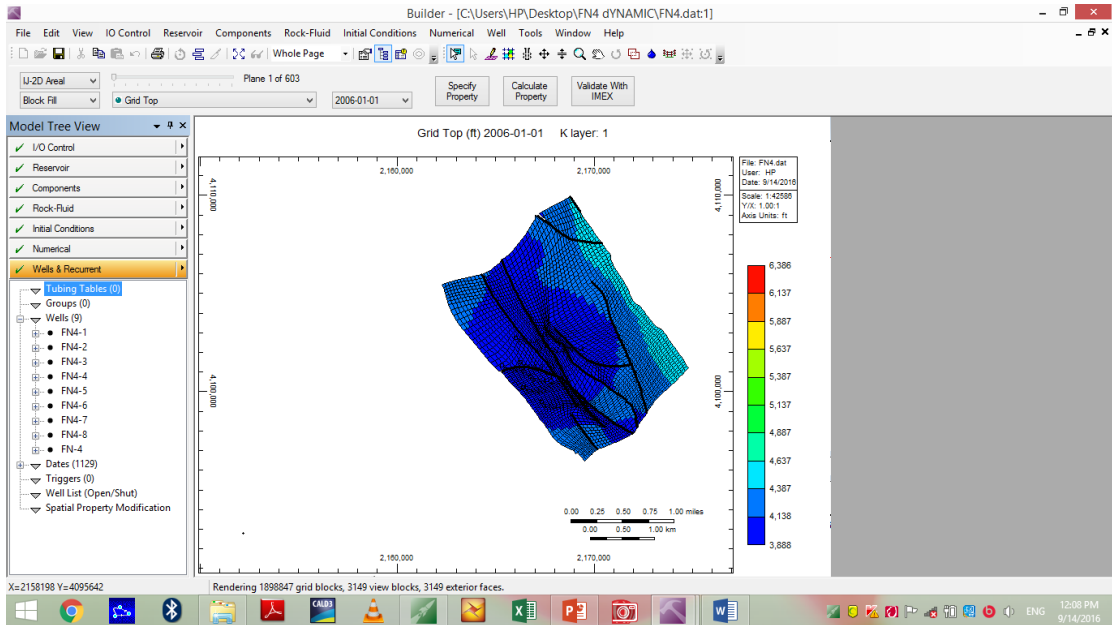 Builder - [C:\Users\HP\Desktop\FN4 dYNAMIC\FN4.dat:1]
File Edit View IO Control Reservoir Components Rock-Fluid Initial Conditions Numerical Well Tools Window Help
Whole Page
IJ-2D Areal
Plane 1 of 603
Block Fill
Grid Top
2006-01-01
Specify Property
Calculate Property
Validate With IMEX
Model Tree View
I/O Control
Reservoir
Components
Rock-Fluid
Initial Conditions
Numerical
Wells & Recurrent
Tubing Tables (0)
Groups (0)
Wells (9)
FN4-1
FN4-2
FN4-3
FN4-4
FN4-5
FN4-6
FN4-7
FN4-8
FN-4
Dates (1129)
Triggers (0)
Well List (Open/Shut)
Spatial Property Modification
Grid Top (ft) 2006-01-01 K layer: 1
2,160,000 2,170,000
4,110,000 4,110,000
4,100,000 4,100,000
2,160,000 2,170,000
File: FN4.dat
User: HP
Date: 9/14/2016
Scale: 1:42586
Y/X: 1.00:1
Axis Units: ft
6,386
6,137
5,887
5,637
5,387
5,137
4,887
4,637
4,387
4,138
3,888
0.00 0.25 0.50 0.75 1.00 miles
0.00 0.50 1.00 km
X=2158198 Y=4095642
Rendering 1898847 grid blocks, 3149 view blocks, 3149 exterior faces.
CALD3
ENG
12:08 PM
9/14/2016